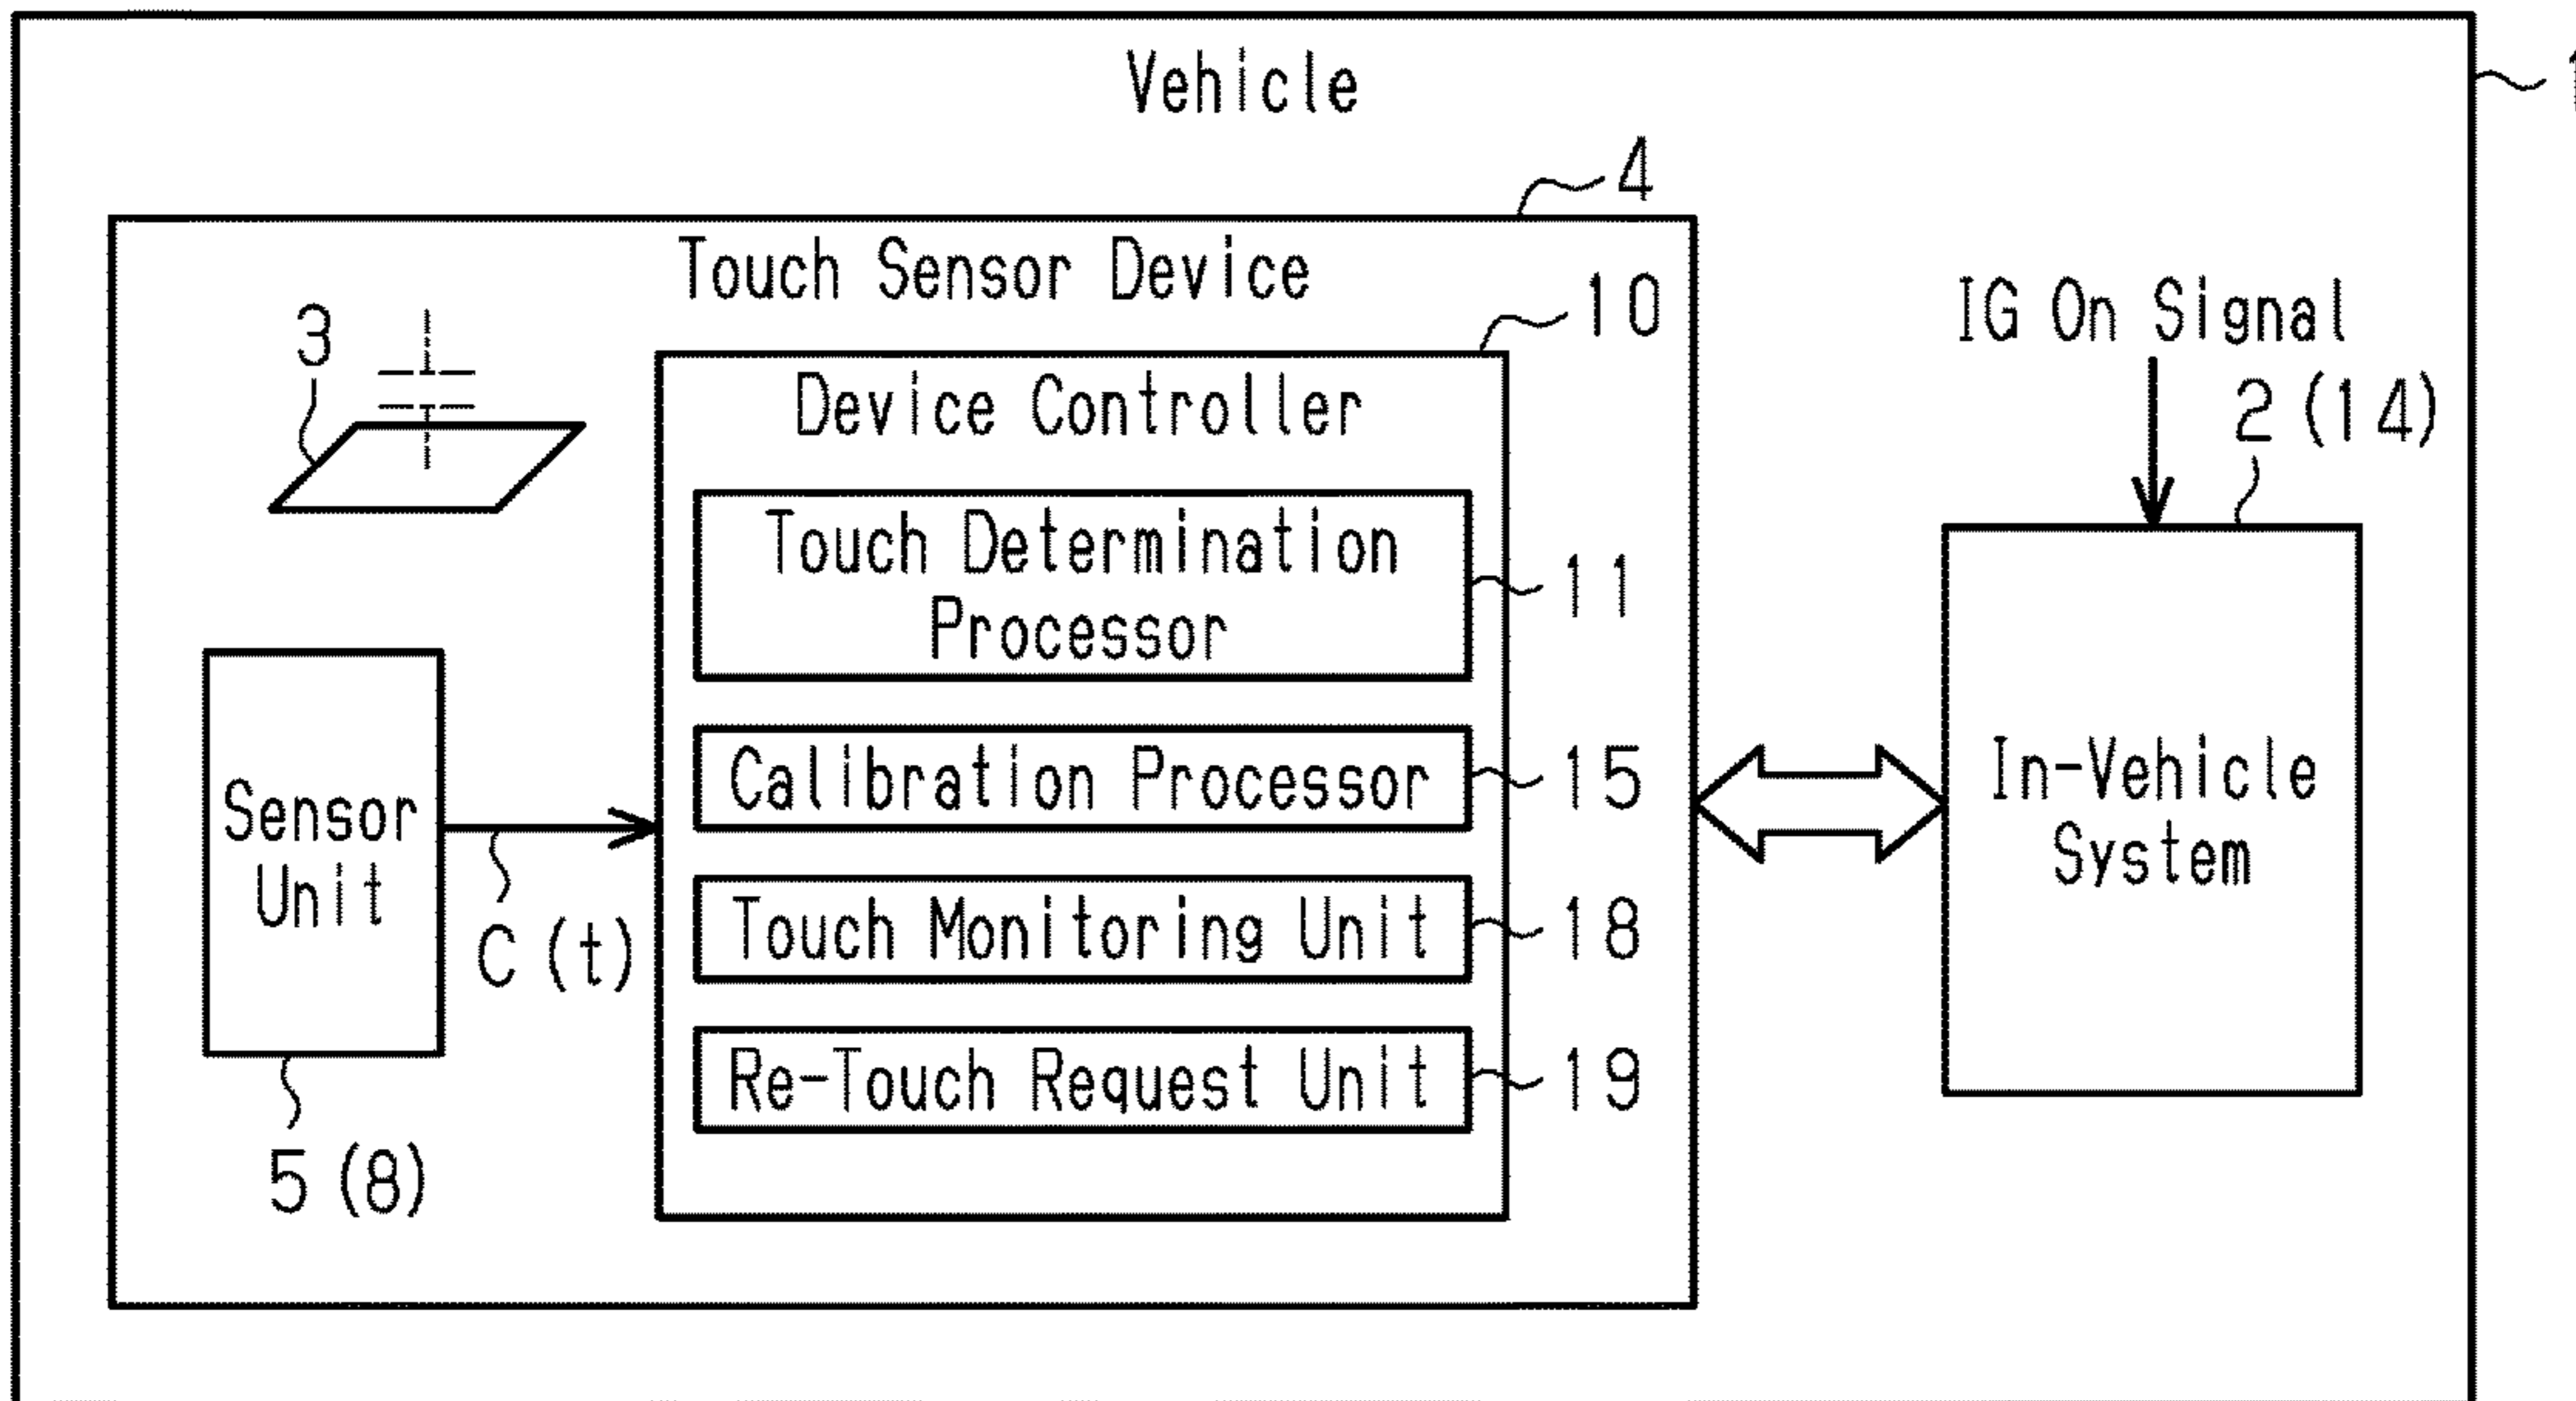 Vehicle
1
4
Touch Sensor Device
10
3
IG On Signal
2 (14)
Device Controller
Touch Determination
Processor
11
Calibration Processor
15
Sensor
Unit
C (t)
In-Vehicle
System
Touch Monitoring Unit
18
Re-Touch Request Unit
19
5 (8)